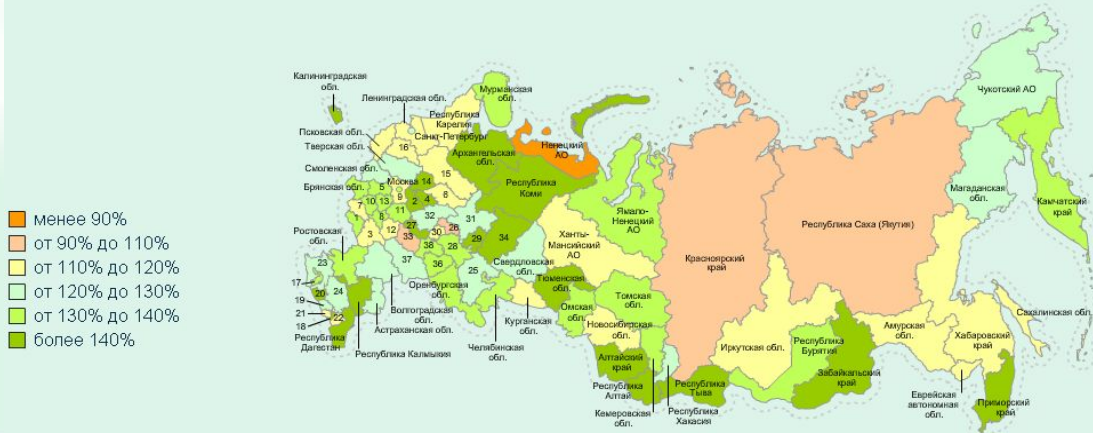 менее 90%
от 90% до 110%
от 110% до 120%
от 120% до 130%
от 130% до 140%
более 140%
Калининградская
обл.
Мурманская
обл.
Ленинградская обл.
Республика
Карелия
Санкт-Петербург
Псковская обл.
Тверская обл.
Смоленская обл.
Брянская обл.
Москва
Архангельская
обл.
Ненецкий
АО
Республика
Коми
Чукотский АО
Магаданская
обл.
Камчатский
край
Ямало-
Ненецкий
АО
Ханты-
Мансийский
АО
Красноярский
край
Республика Саха (Якутия)
Ростовская
обл.
Свердловская
обл.
Оренбургская
обл.
Волгоградская
обл.
Астраханская обл.
Республика
Дагестан
Республика Калмыкия
Челябинская
обл.
Курганская
обл.
Тюменская
обл.
Омская
обл.
Томская
обл.
Новосибирская
обл.
Алтайский
край
Республика
Алтай
Кемеровская
обл.
Республика
Хакасия
Республика
Тыва
Иркутская обл.
Республика
Бурятия
Забайкальский
край
Амурская
обл.
Хабаровский
край
Сахалинская обл.
Еврейская
автономная
обл.
Приморский
край
16
15
14
5
9
6
10
13
2
4
7
11
1
8
3
12
27
32
31
33
30
26
38
28
29
34
37
36
25
23
17
20
24
19
21
18
22